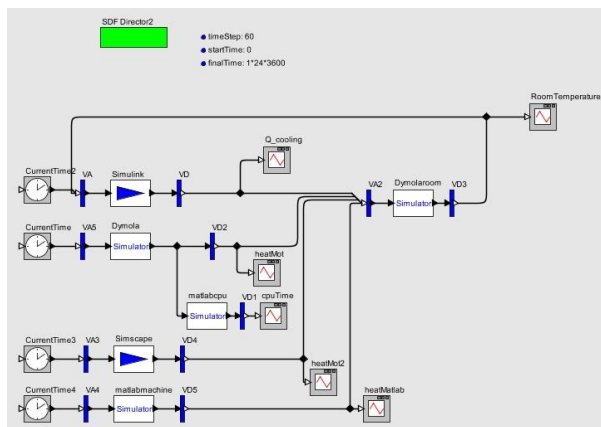 SDF Director2
timeStep: 60
startTime: 0
finalTime: 1*24*3600
RoomTemperature
Q_cooling
CurrentTime2
VA
Simulink
VD
VA2
Dymolaroom
VD3
Simulator
CurrentTime
VA5
Dymola
VD2
Simulator
heatMot
matlabcpu
VD1
cpuTime
Simulator
CurrentTime3
VA3
Simscape
VD4
heatMot2
CurrentTime4
VA4
matlabmachine
VD5
heatMatlab
Simulator